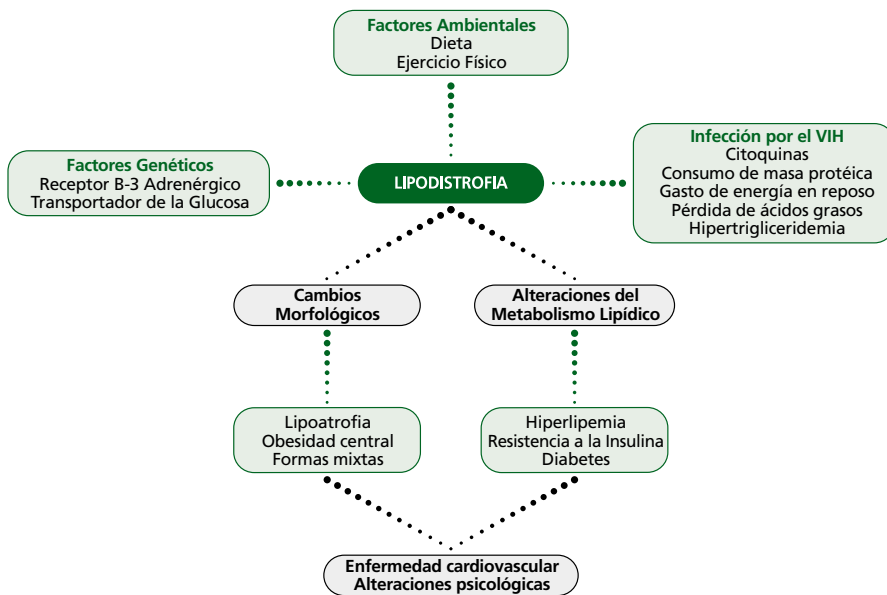 Factores Ambientales
Dieta
Ejercicio Físico
Factores Genéticos
Receptor B-3 Adrenérgico
Transportador de la Glucosa
LIPODISTROFIA
Infección por el VIH
Citoquinas
Consumo de masa protéica
Gasto de energía en reposo
Pérdida de ácidos grasos
Hipertrigliceridemia
Cambios
Morfológicos
Alteraciones del
Metabolismo Lipídico
Lipoatrofia
Obesidad central
Formas mixtas
Hiperlipemia
Resistencia a la Insulina
Diabetes
Enfermedad cardiovascular
Alteraciones psicológicas